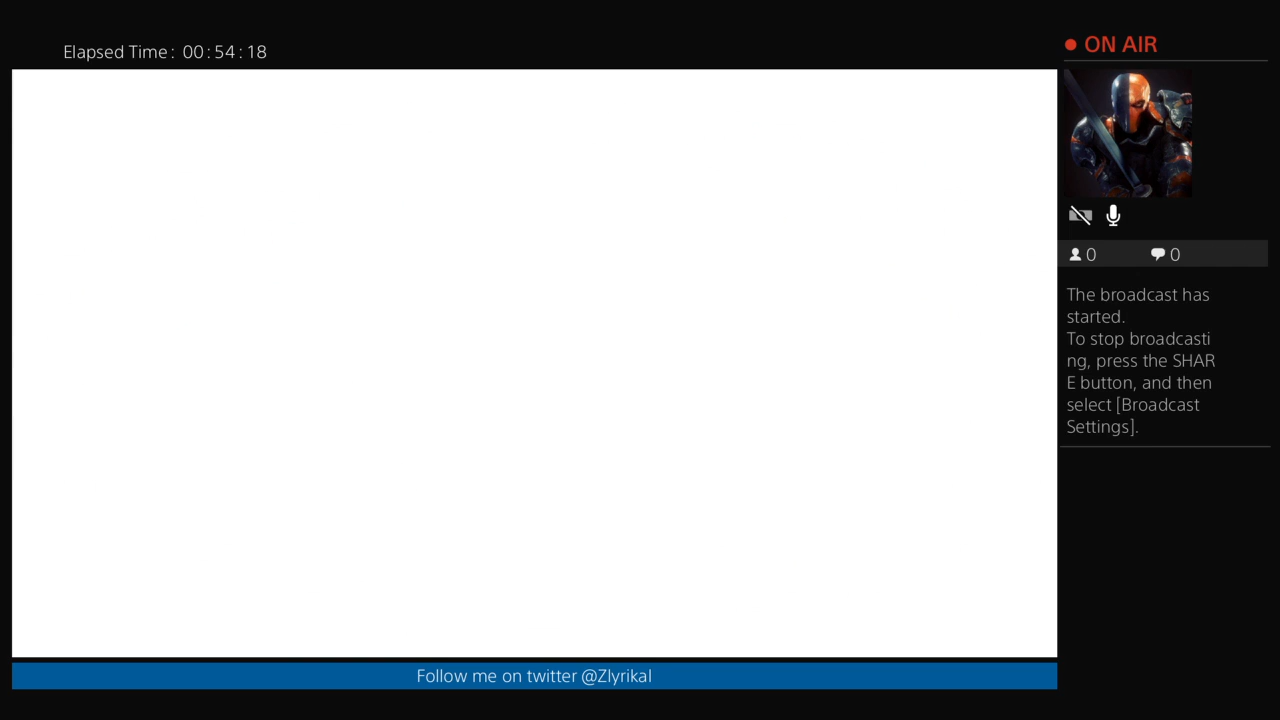 Elapsed Time: 00:54:18
ON AIR
0 0
The broadcast has
started.
To stop broadcasti
ng, press the SHAR
E button, and then
select [Broadcast
Settings].
Follow me on twitter @Zlyrikal